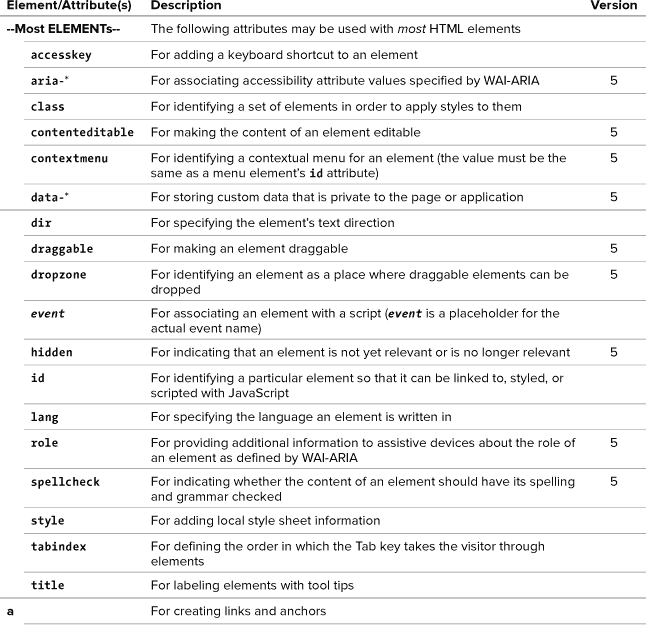 Element/Attribute(s) Description Version
--Most ELEMENTs-- The following attributes may be used with most HTML elements
accesskey For adding a keyboard shortcut to an element
aria-* For associating accessibility attribute values specified by WAI-ARIA 5
class For identifying a set of elements in order to apply styles to them
contenteditable For making the content of an element editable 5
contextmenu For identifying a contextual menu for an element (the value must be the 5
same as a menu element's id attribute)
data-* For storing custom data that is private to the page or application 5
dir For specifying the element's text direction
draggable For making an element draggable 5
dropzone For identifying an element as a place where draggable elements can be 5
dropped
event For associating an element with a script (event is a placeholder for the
actual event name)
hidden For indicating that an element is not yet relevant or is no longer relevant 5
id For identifying a particular element so that it can be linked to, styled, or
scripted with JavaScript
lang For specifying the language an element is written in
role For providing additional information to assistive devices about the role of 5
an element as defined by WAI-ARIA
spellcheck For indicating whether the content of an element should have its spelling 5
and grammar checked
style For adding local style sheet information
tabindex For defining the order in which the Tab key takes the visitor through
elements
title For labeling elements with tool tips
a For creating links and anchors